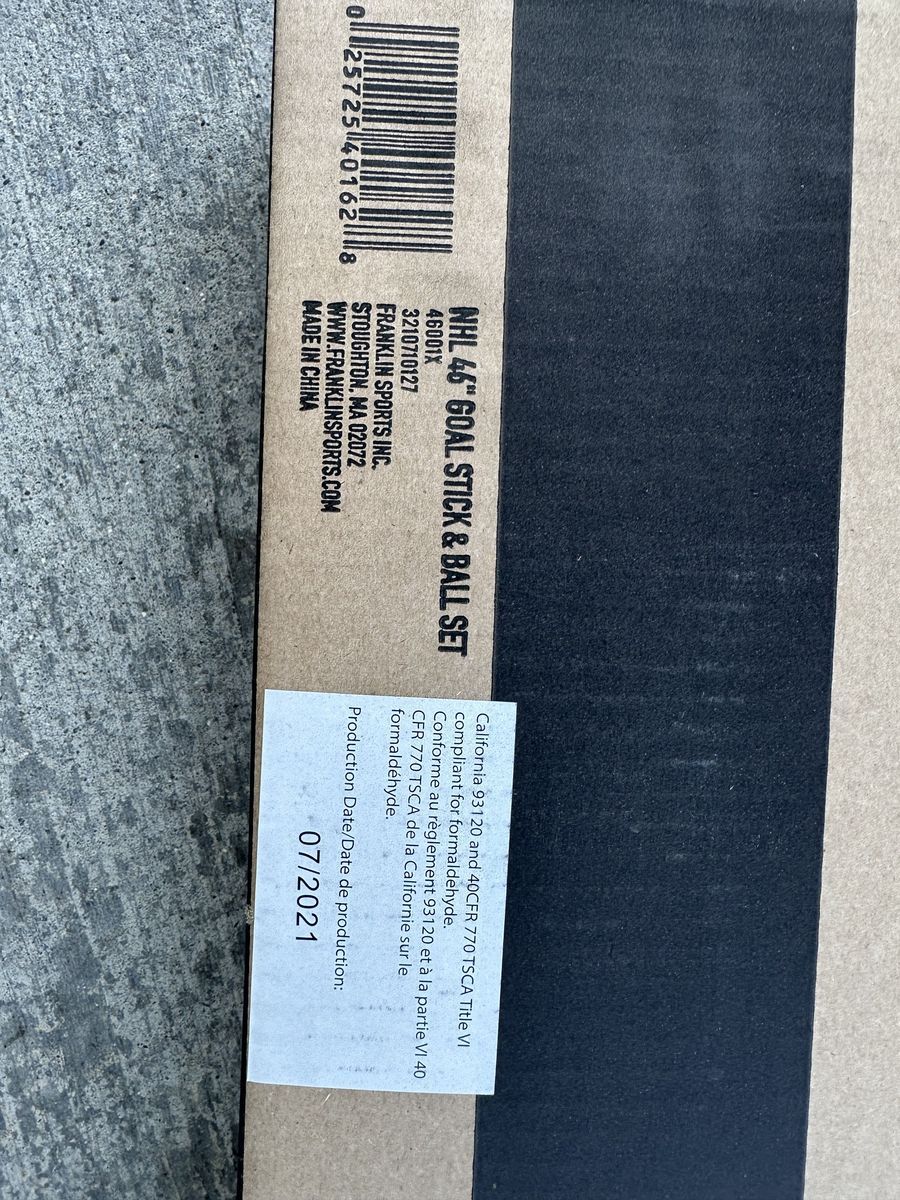 0 25725 40162 8
NHL 46" GOAL STICK & BALL SET
46001X
3210710127
FRANKLIN SPORTS INC.
STOUGHTON, MA 02072
WWW.FRANKLINSPORTS.COM
MADE IN CHINA
California 93120 and 40CFR 770 TSCA Title VI
compliant for formaldehyde.
Conforme au règlement 93120 et à la partie VI 40
CFR 770 TSCA de la Californie sur le
formaldéhyde.
Production Date/Date de production:
07/2021